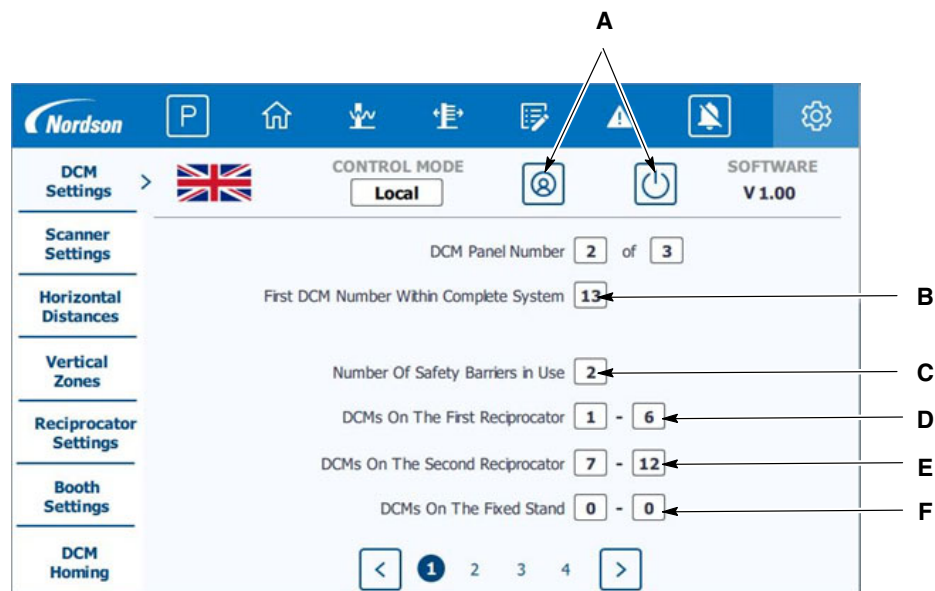 A
Nordson
P
DCM
Settings >
CONTROL MODE
Local
SOFTWARE
V 1.00
Scanner
Settings
DCM Panel Number 2 of 3
Horizontal
Distances
First DCM Number Within Complete System 13
B
Vertical
Zones
Number Of Safety Barriers in Use 2
C
Reciprocator
Settings
DCMs On The First Reciprocator 1 - 6
D
DCMs On The Second Reciprocator 7 - 12
E
Booth
Settings
DCMs On The Fixed Stand 0 - 0
F
DCM
Homing
< 1 2 3 4 >